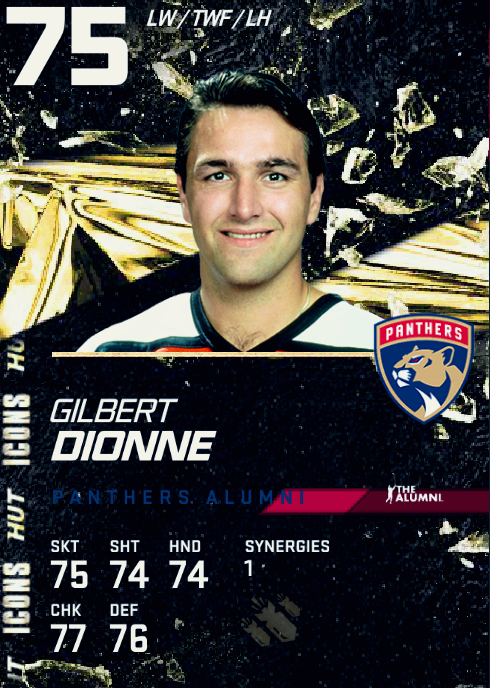 75
LW / TWF / LH
PANTHERS
GILBERT
DIONNE
PANTHERS ALUMNI
THE
ALUMNI
SKT SHT HND SYNERGIES
75 74 74 1
CHK DEF
77 76
HUT
ICONS
HUT
ICONS